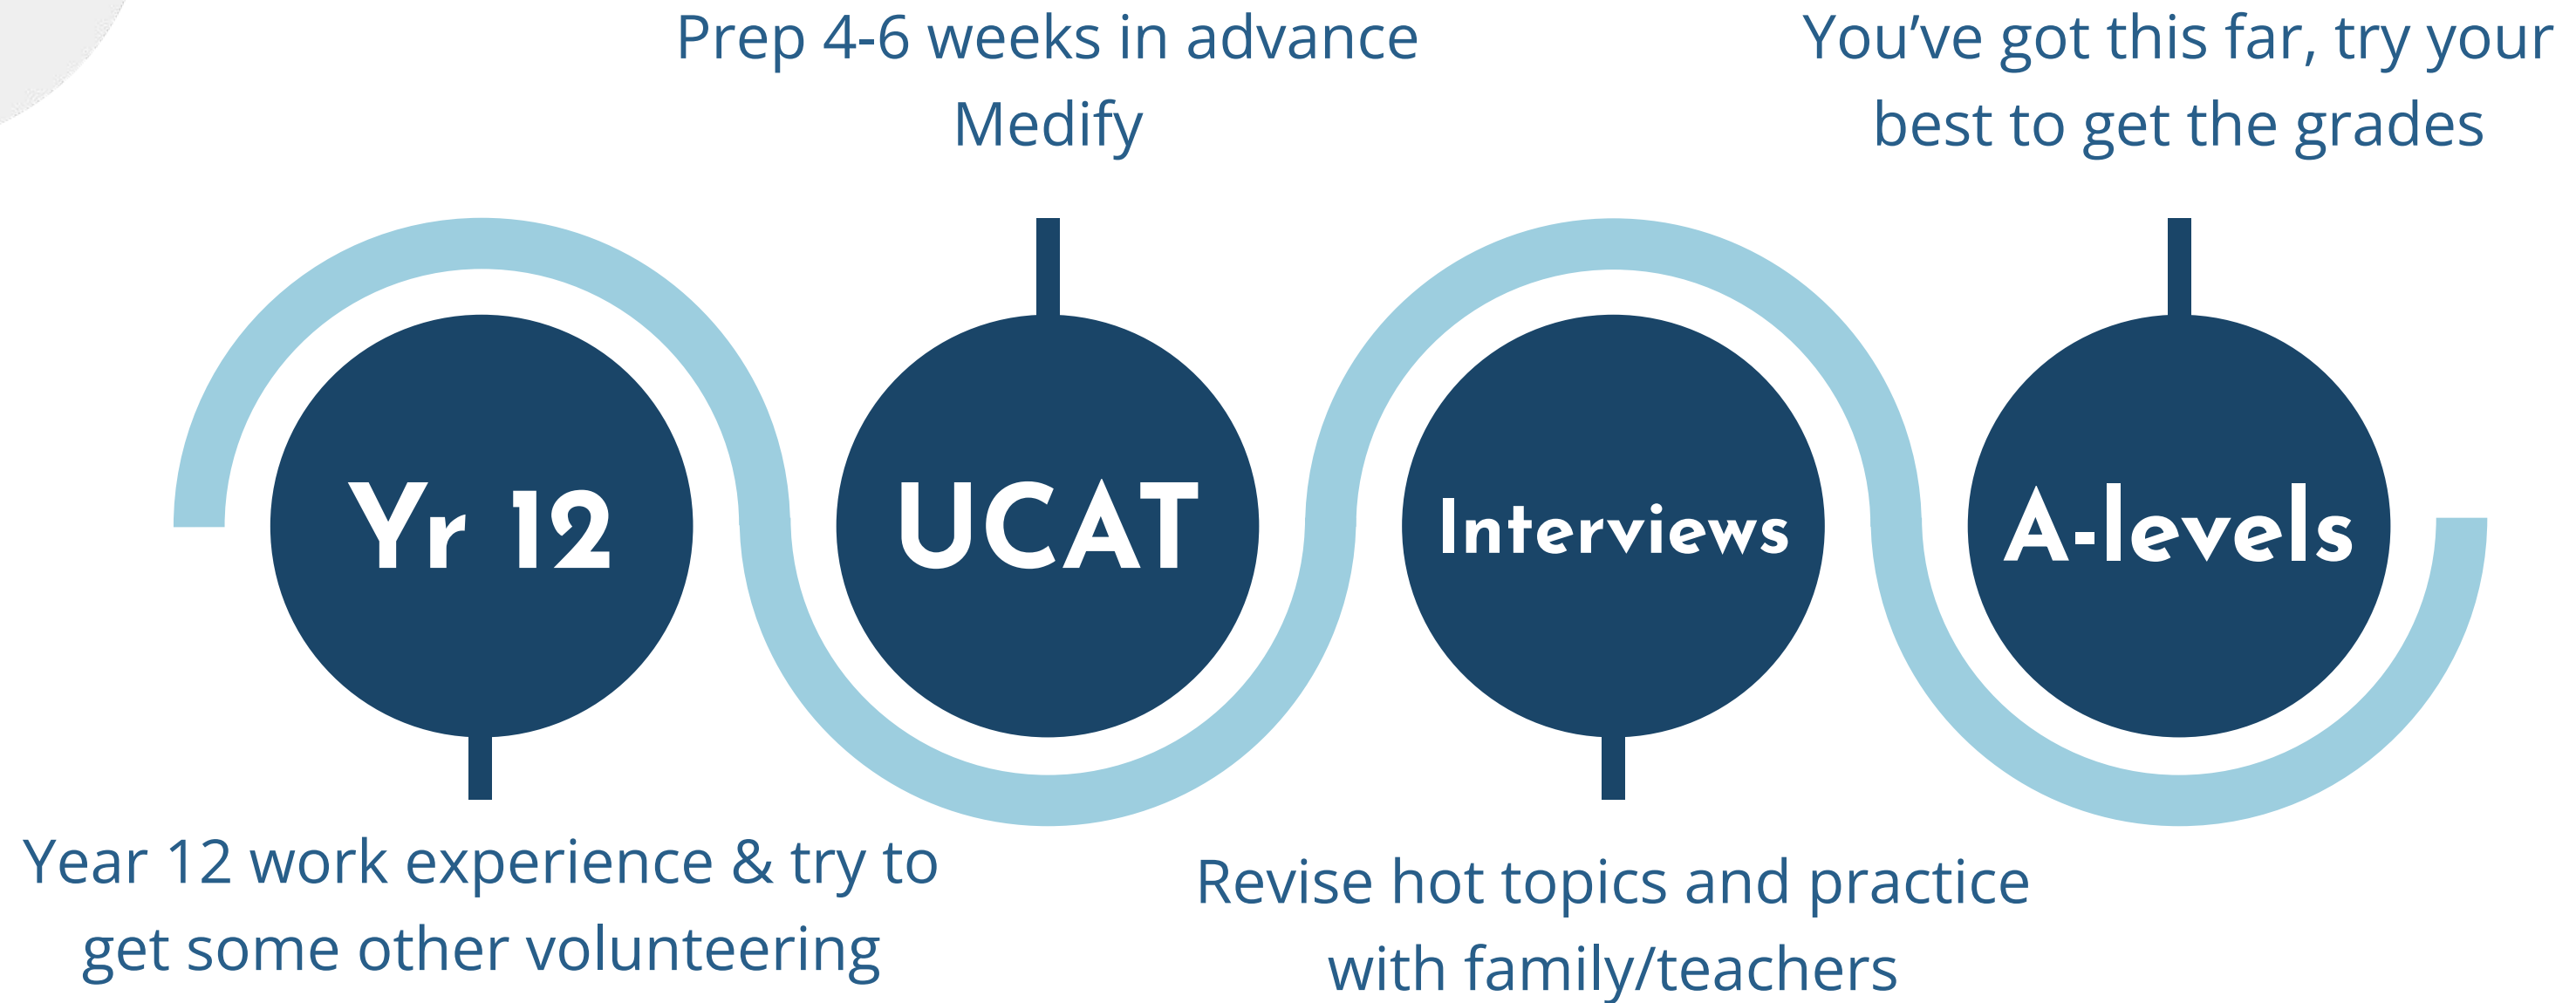 Prep 4-6 weeks in advance
Medify
You've got this far, try your
best to get the grades
Yr 12
UCAT
Interviews
A-levels
Year 12 work experience & try to
get some other volunteering
Revise hot topics and practice
with family/teachers